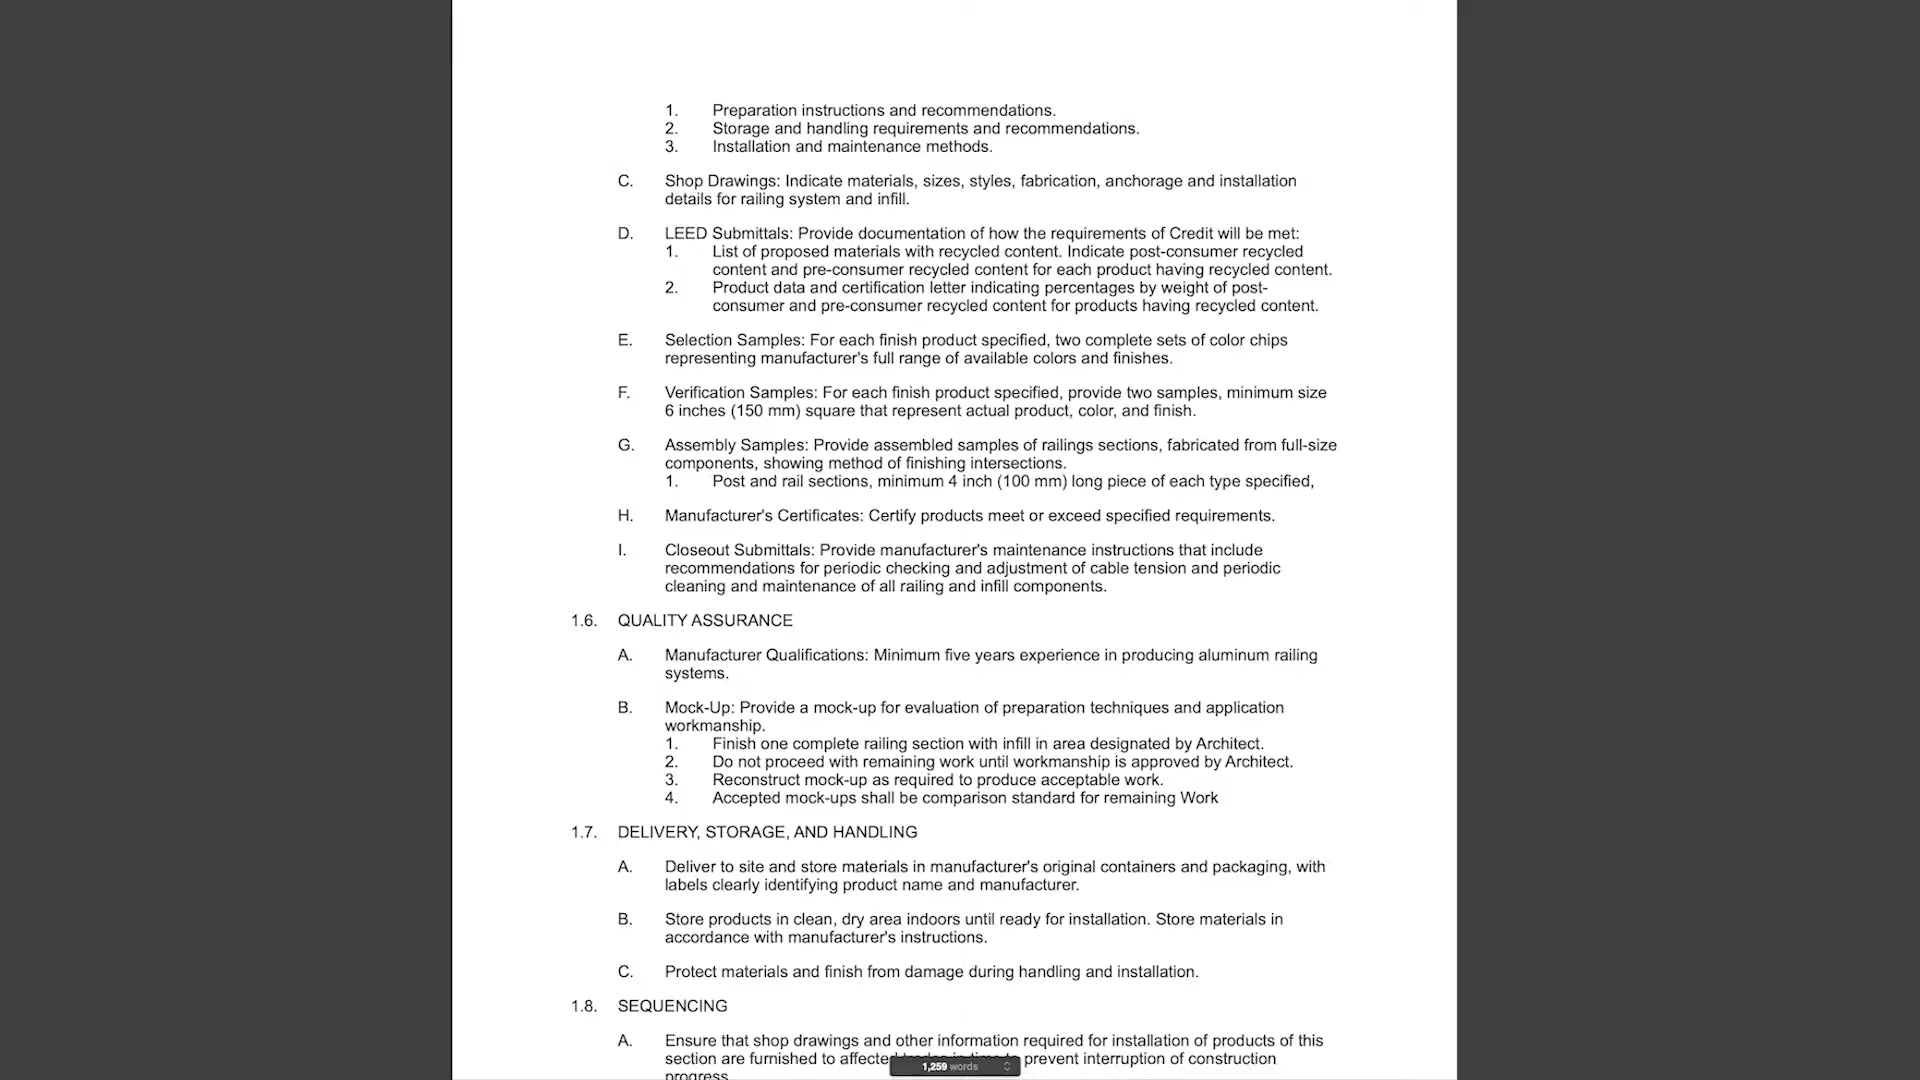 1. Preparation instructions and recommendations.
2. Storage and handling requirements and recommendations.
3. Installation and maintenance methods.
C. Shop Drawings: Indicate materials, sizes, styles, fabrication, anchorage and installation
details for railing system and infill.
D. LEED Submittals: Provide documentation of how the requirements of Credit will be met:
1. List of proposed materials with recycled content. Indicate post-consumer recycled
content and pre-consumer recycled content for each product having recycled content.
2. Product data and certification letter indicating percentages by weight of post-
consumer and pre-consumer recycled content for products having recycled content.
E. Selection Samples: For each finish product specified, two complete sets of color chips
representing manufacturer's full range of available colors and finishes.
F. Verification Samples: For each finish product specified, provide two samples, minimum size
6 inches (150 mm) square that represent actual product, color, and finish.
G. Assembly Samples: Provide assembled samples of railings sections, fabricated from full-size
components, showing method of finishing intersections.
1. Post and rail sections, minimum 4 inch (100 mm) long piece of each type specified,
H. Manufacturer's Certificates: Certify products meet or exceed specified requirements.
I. Closeout Submittals: Provide manufacturer's maintenance instructions that include
recommendations for periodic checking and adjustment of cable tension and periodic
cleaning and maintenance of all railing and infill components.
1.6. QUALITY ASSURANCE
A. Manufacturer Qualifications: Minimum five years experience in producing aluminum railing
systems.
B. Mock-Up: Provide a mock-up for evaluation of preparation techniques and application
workmanship.
1. Finish one complete railing section with infill in area designated by Architect.
2. Do not proceed with remaining work until workmanship is approved by Architect.
3. Reconstruct mock-up as required to produce acceptable work.
4. Accepted mock-ups shall be comparison standard for remaining Work
1.7. DELIVERY, STORAGE, AND HANDLING
A. Deliver to site and store materials in manufacturer's original containers and packaging, with
labels clearly identifying product name and manufacturer.
B. Store products in clean, dry area indoors until ready for installation. Store materials in
accordance with manufacturer's instructions.
C. Protect materials and finish from damage during handling and installation.
1.8. SEQUENCING
A. Ensure that shop drawings and other information required for installation of products of this
section are furnished to prevent interruption of construction
progress.
1,259 words